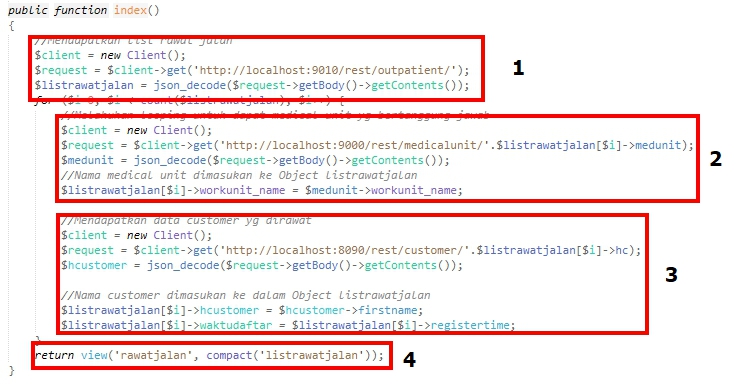 public function index()
{
//Mendapatkan list rawat jalan
$client = new Client();
$request = $client->get('http://localhost:9010/rest/outpatient/');
$listrawatjalan = json_decode($request->getBody()->getContents());
1
for ($i=0; $i < count($listrawatjalan); $i++) {
//Melakukan looping untuk dapat medical unit yg bertanggung jawab
$client = new Client();
$request = $client->get('http://localhost:9000/rest/medicalunit/'.$listrawatjalan[$i]->medunit);
$medunit = json_decode($request->getBody()->getContents());
//Nama medical unit dimasukan ke Object listrawatjalan
$listrawatjalan[$i]->workunit_name = $medunit->workunit_name;
2
//Mendapatkan data customer yg dirawat
$client = new Client();
$request = $client->get('http://localhost:8090/rest/customer/'.$listrawatjalan[$i]->hc);
$hcustomer = json_decode($request->getBody()->getContents());
3
//Nama customer dimasukan ke dalam Object listrawatjalan
$listrawatjalan[$i]->hcustomer = $hcustomer->firstname;
$listrawatjalan[$i]->waktudaftar = $listrawatjalan[$i]->registertime;
}
return view('rawatjalan', compact('listrawatjalan'));
4
}